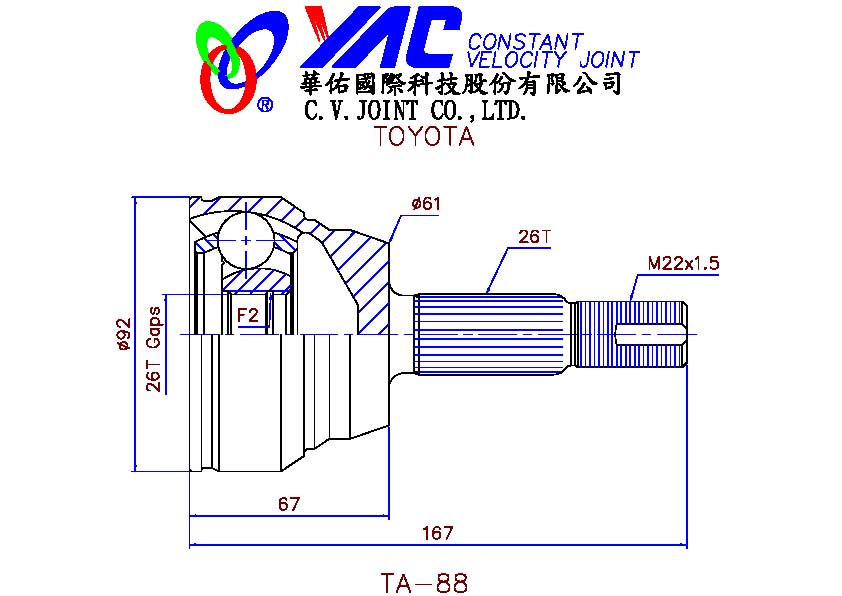 YAC CONSTANT
VELOCITY JOINT
®
華佑國際科技股份有限公司
C.V.JOINT CO.,LTD.
TOYOTA
ø61
26T
M22x1.5
F2
ø92
26T Gaps
67
167
TA-88